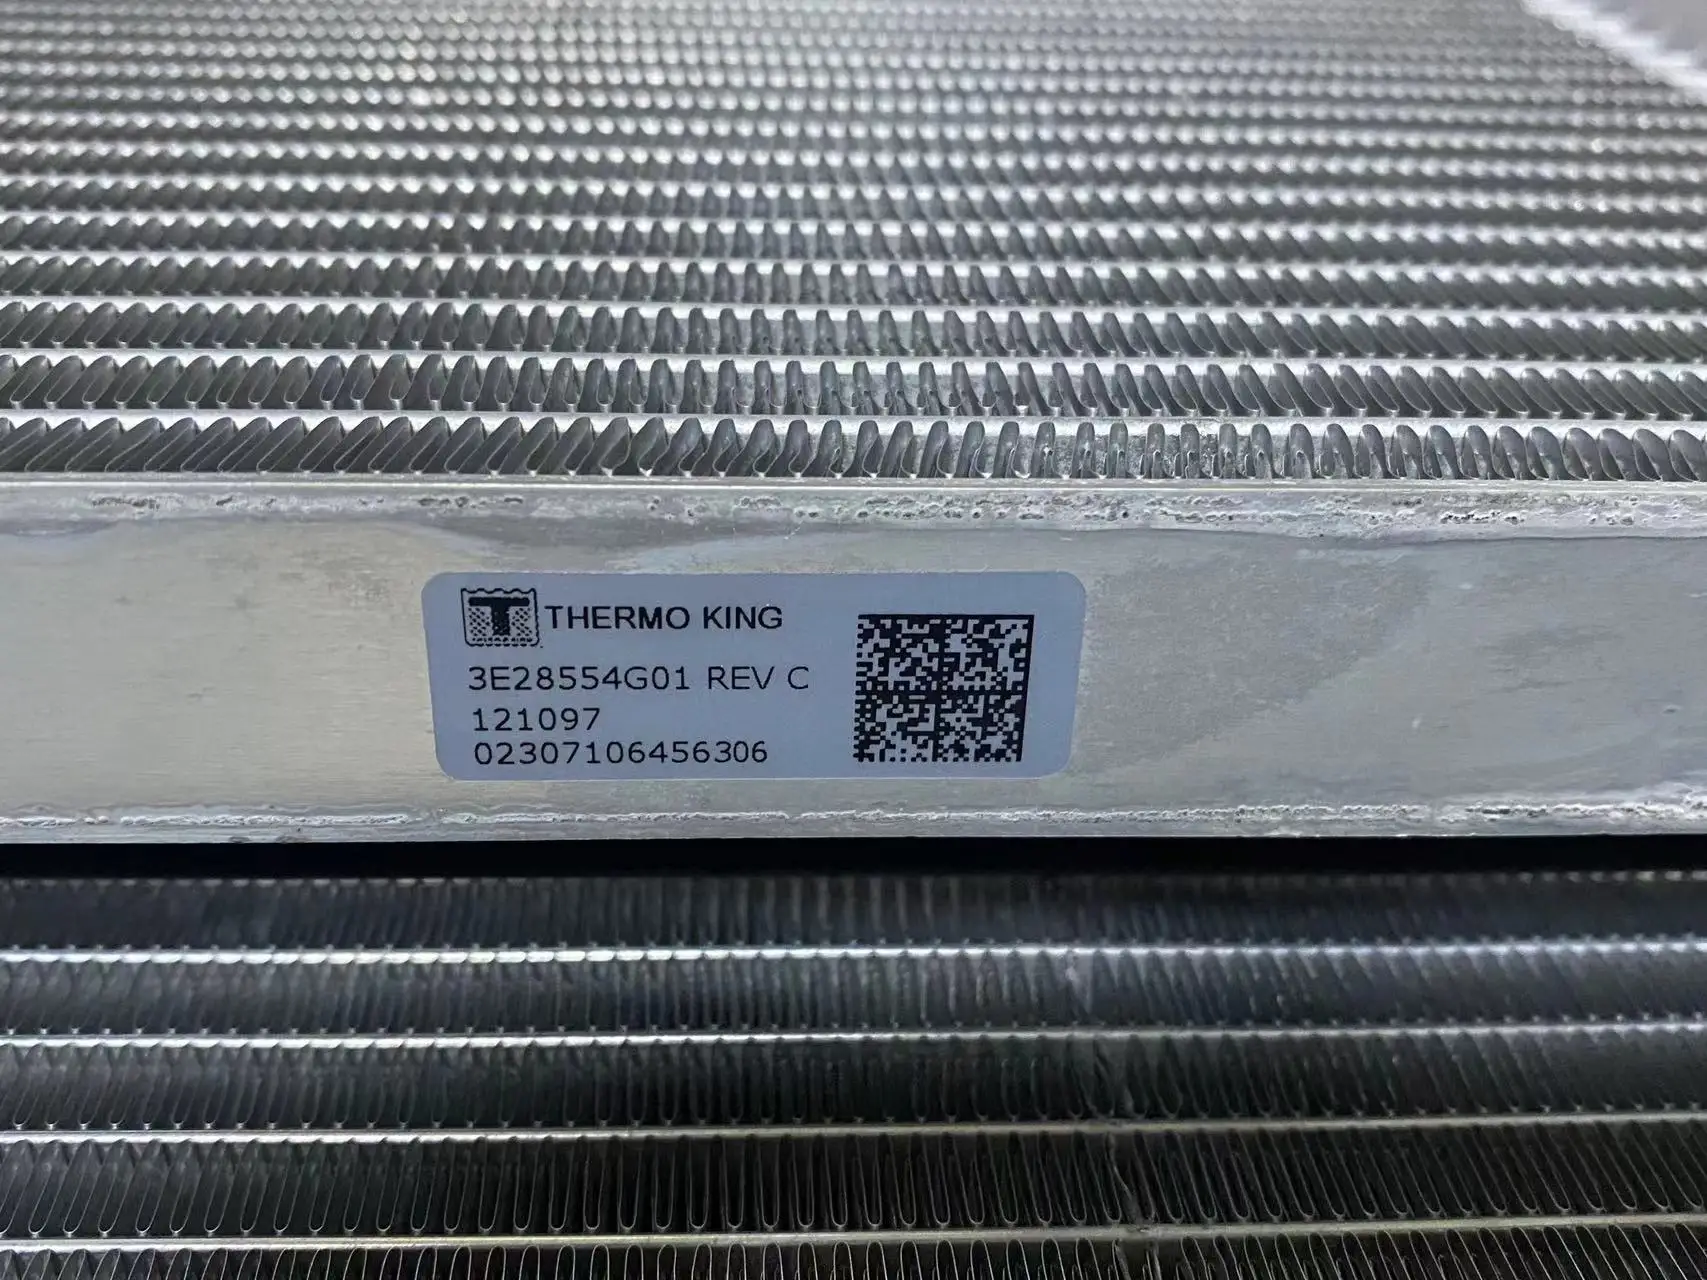 THERMO KING
3E28554G01 REV C
121097
02307106456306